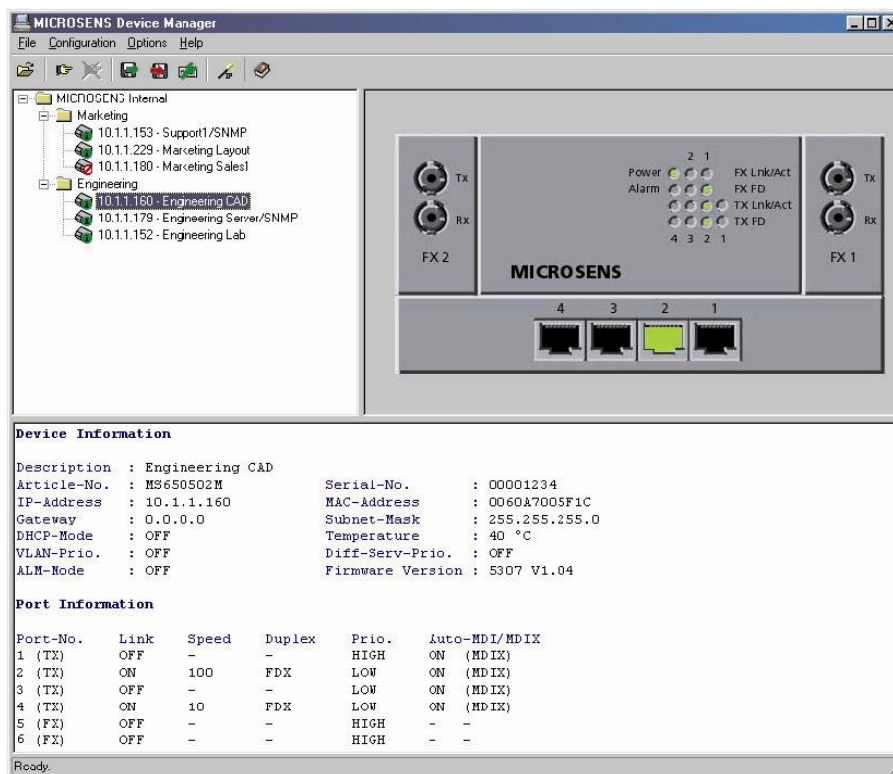 MICROSENS Device Manager
File Configuration Options Help
MICROSENS Internal
Marketing
10.1.1.153 - Support1/SNMP
10.1.1.229 - Marketing Layout
10.1.1.180 - Marketing Sales1
Engineering
10.1.1.160 - Engineering CAD
10.1.1.179 - Engineering Server/SNMP
10.1.1.152 - Engineering Lab
2 1
Power FX Lnk/Act
Alarm FX FD
TX Lnk/Act
TX FD
4 3 2 1
Tx
Rx
FX 2
MICROSENS
Tx
Rx
FX 1
4 3 2 1
Device Information
Description : Engineering CAD
Article-No. : MS650502M Serial-No. : 00001234
IP-Address : 10.1.1.160 MAC-Address : 0060A7005F1C
Gateway : 0.0.0.0 Subnet-Mask : 255.255.255.0
DHCP-Mode : OFF Temperature : 40 °C
VLAN-Prio. : OFF Diff-Serv-Prio. : OFF
ALM-Mode : OFF Firmware Version : 5307 V1.04
Port Information
Port-No. Link Speed Duplex Prio. Auto-MDI/MDIX
1 (TX) OFF - - HIGH ON (MDIX)
2 (TX) ON 100 FDX LOW ON (MDIX)
3 (TX) OFF - - LOW ON (MDIX)
4 (TX) ON 10 FDX LOW ON (MDIX)
5 (FX) OFF - - HIGH - -
6 (FX) OFF - - HIGH - -
Ready.